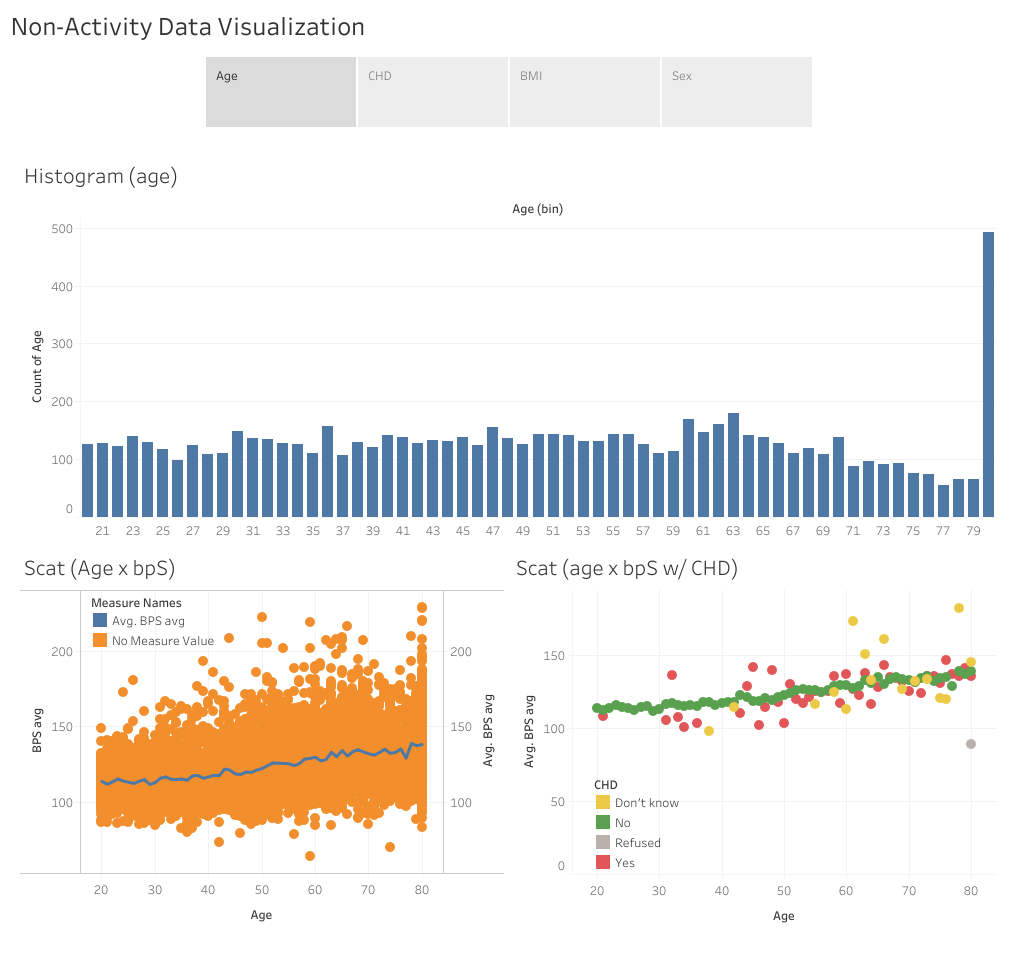 Non-Activity Data Visualization
Age CHD BMI Sex
Histogram (age)
Age (bin)
Count of Age
500
400
300
200
100
0
21 23 25 27 29 31 33 35 37 39 41 43 45 47 49 51 53 55 57 59 61 63 65 67 69 71 73 75 77 79
Scat (Age x bpS)
Measure Names
Avg. BPS avg
No Measure Value
BPS avg
200
150
100
200
150
100
Avg. BPS avg
20 30 40 50 60 70 80
Age
Scat (age x bpS w/ CHD)
Avg. BPS avg
150
100
50
0
CHD
Don't know
No
Refused
Yes
20 30 40 50 60 70 80
Age